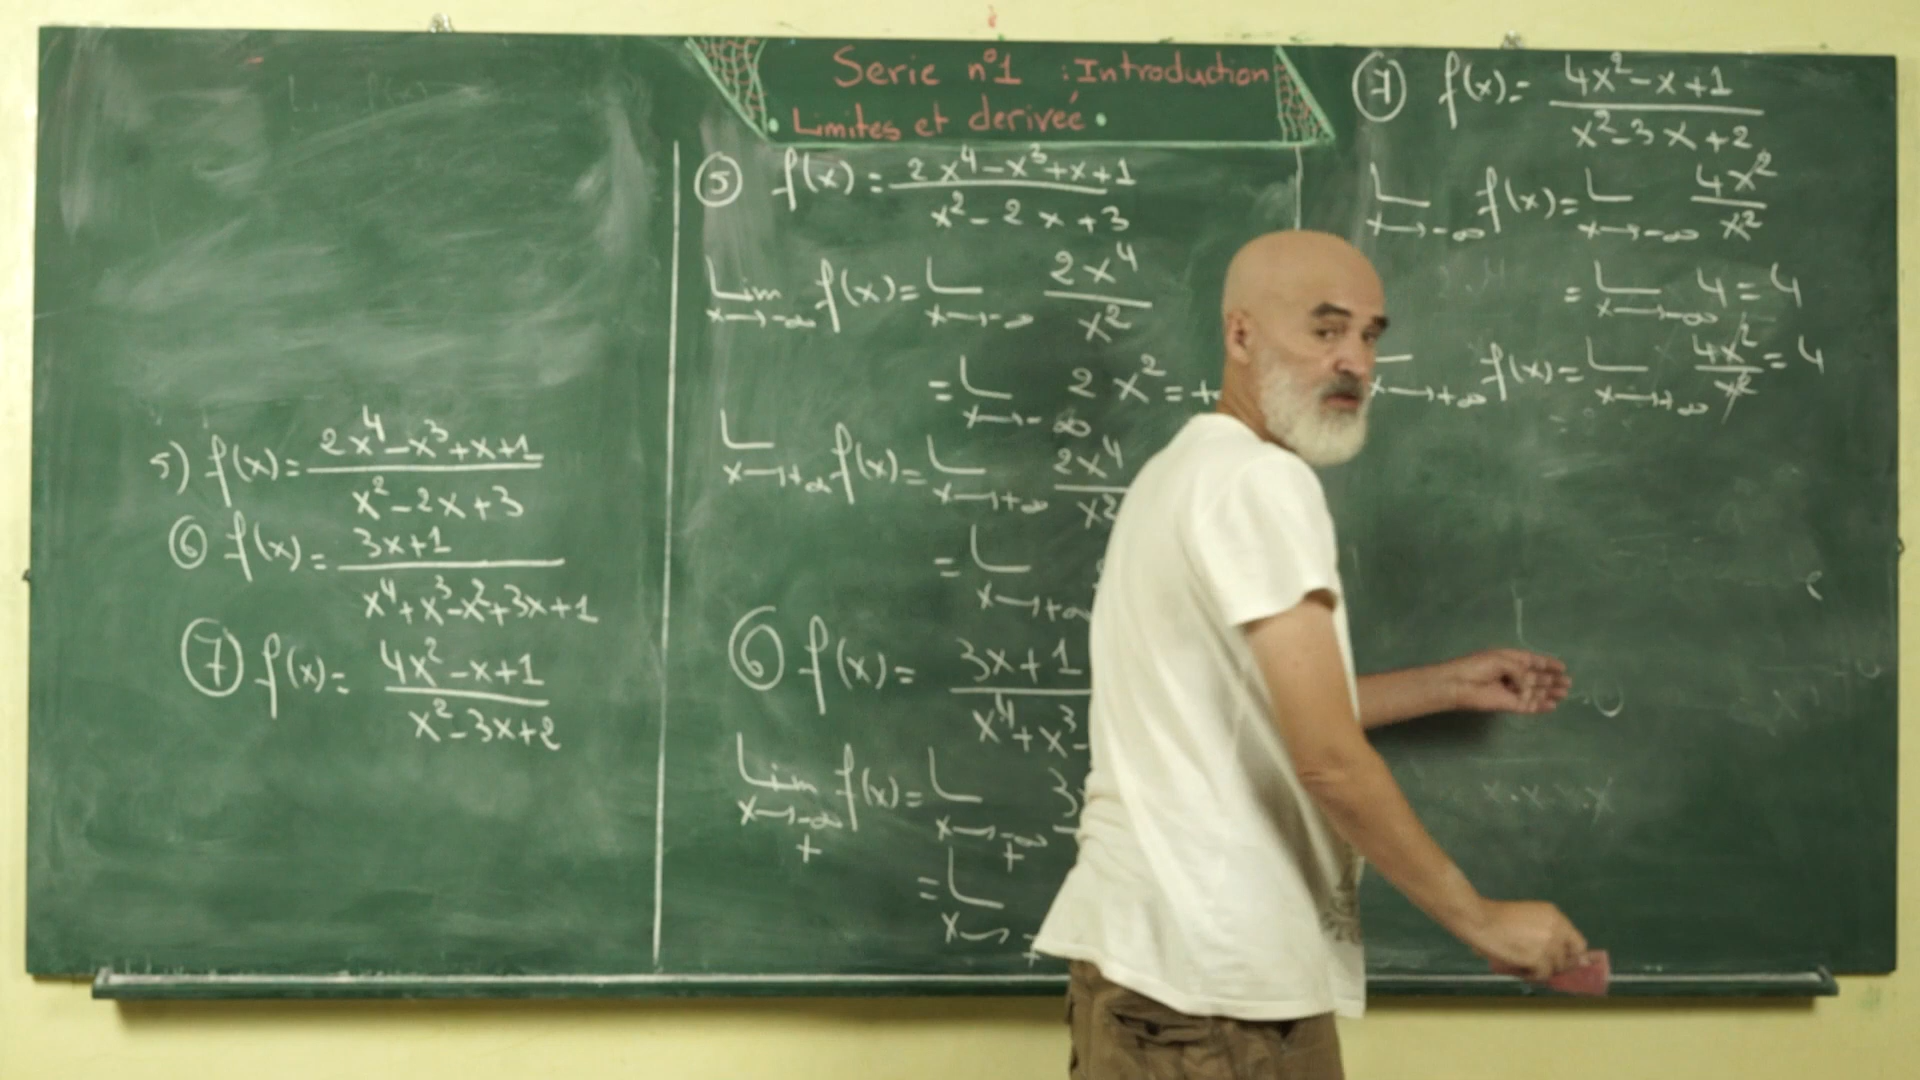 Serie n°1 : Introduction
• Limites et derivée •
5) f(x) = (2x⁴-x³+x+1)/(x²-2x+3)
⑥ f(x) = (3x+1)/(x⁴+x³-x²+3x+1)
⑦ f(x) = (4x²-x+1)/(x²-3x+2)
⑤ f(x) = (2x⁴-x³+x+1)/(x²-2x+3)
Lim x→-∞ f(x) = L x→-∞ 2x⁴/x²
= L x→-∞ 2x² = +
L x→+∞ f(x) = L x→+∞ 2x⁴/x²
= L x→+∞
⑥ f(x) = 3x+1 / x⁴+x³-
Lim x→-∞ + f(x) = L x→-∞ + 3x
= L x→
⑦ f(x) = (4x²-x+1)/(x²-3x+2)
L x→-∞ f(x) = L x→-∞ 4x²/x²
= L x→-∞ 4 = 4
x→+∞ f(x) = L x→+∞ 4x²/x² = 4